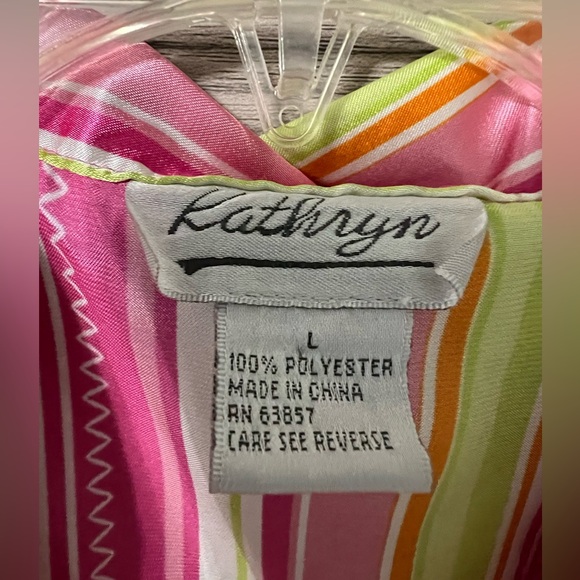 Kathryn
L
100% POLYESTER
MADE IN CHINA
RN 63857
CARE SEE REVERSE